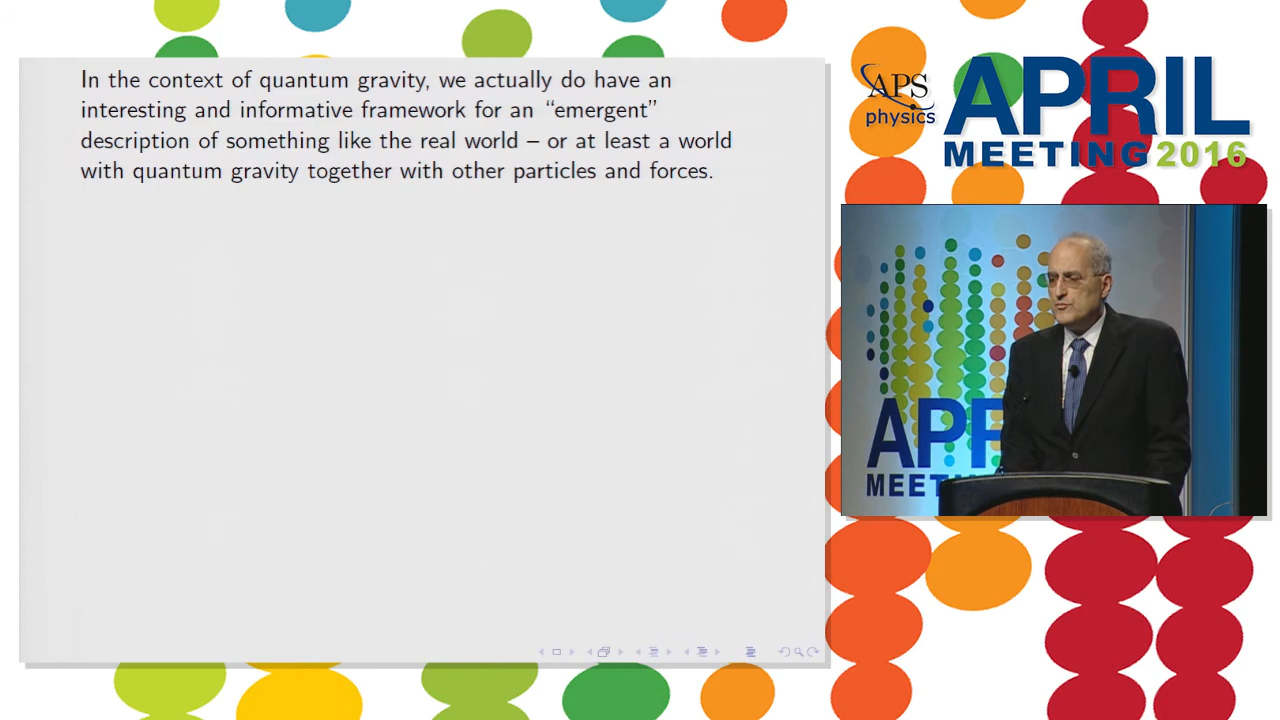 In the context of quantum gravity, we actually do have an
interesting and informative framework for an “emergent”
description of something like the real world – or at least a world
with quantum gravity together with other particles and forces.
APS
physics
APRIL
MEETING 2016
APR
MEET